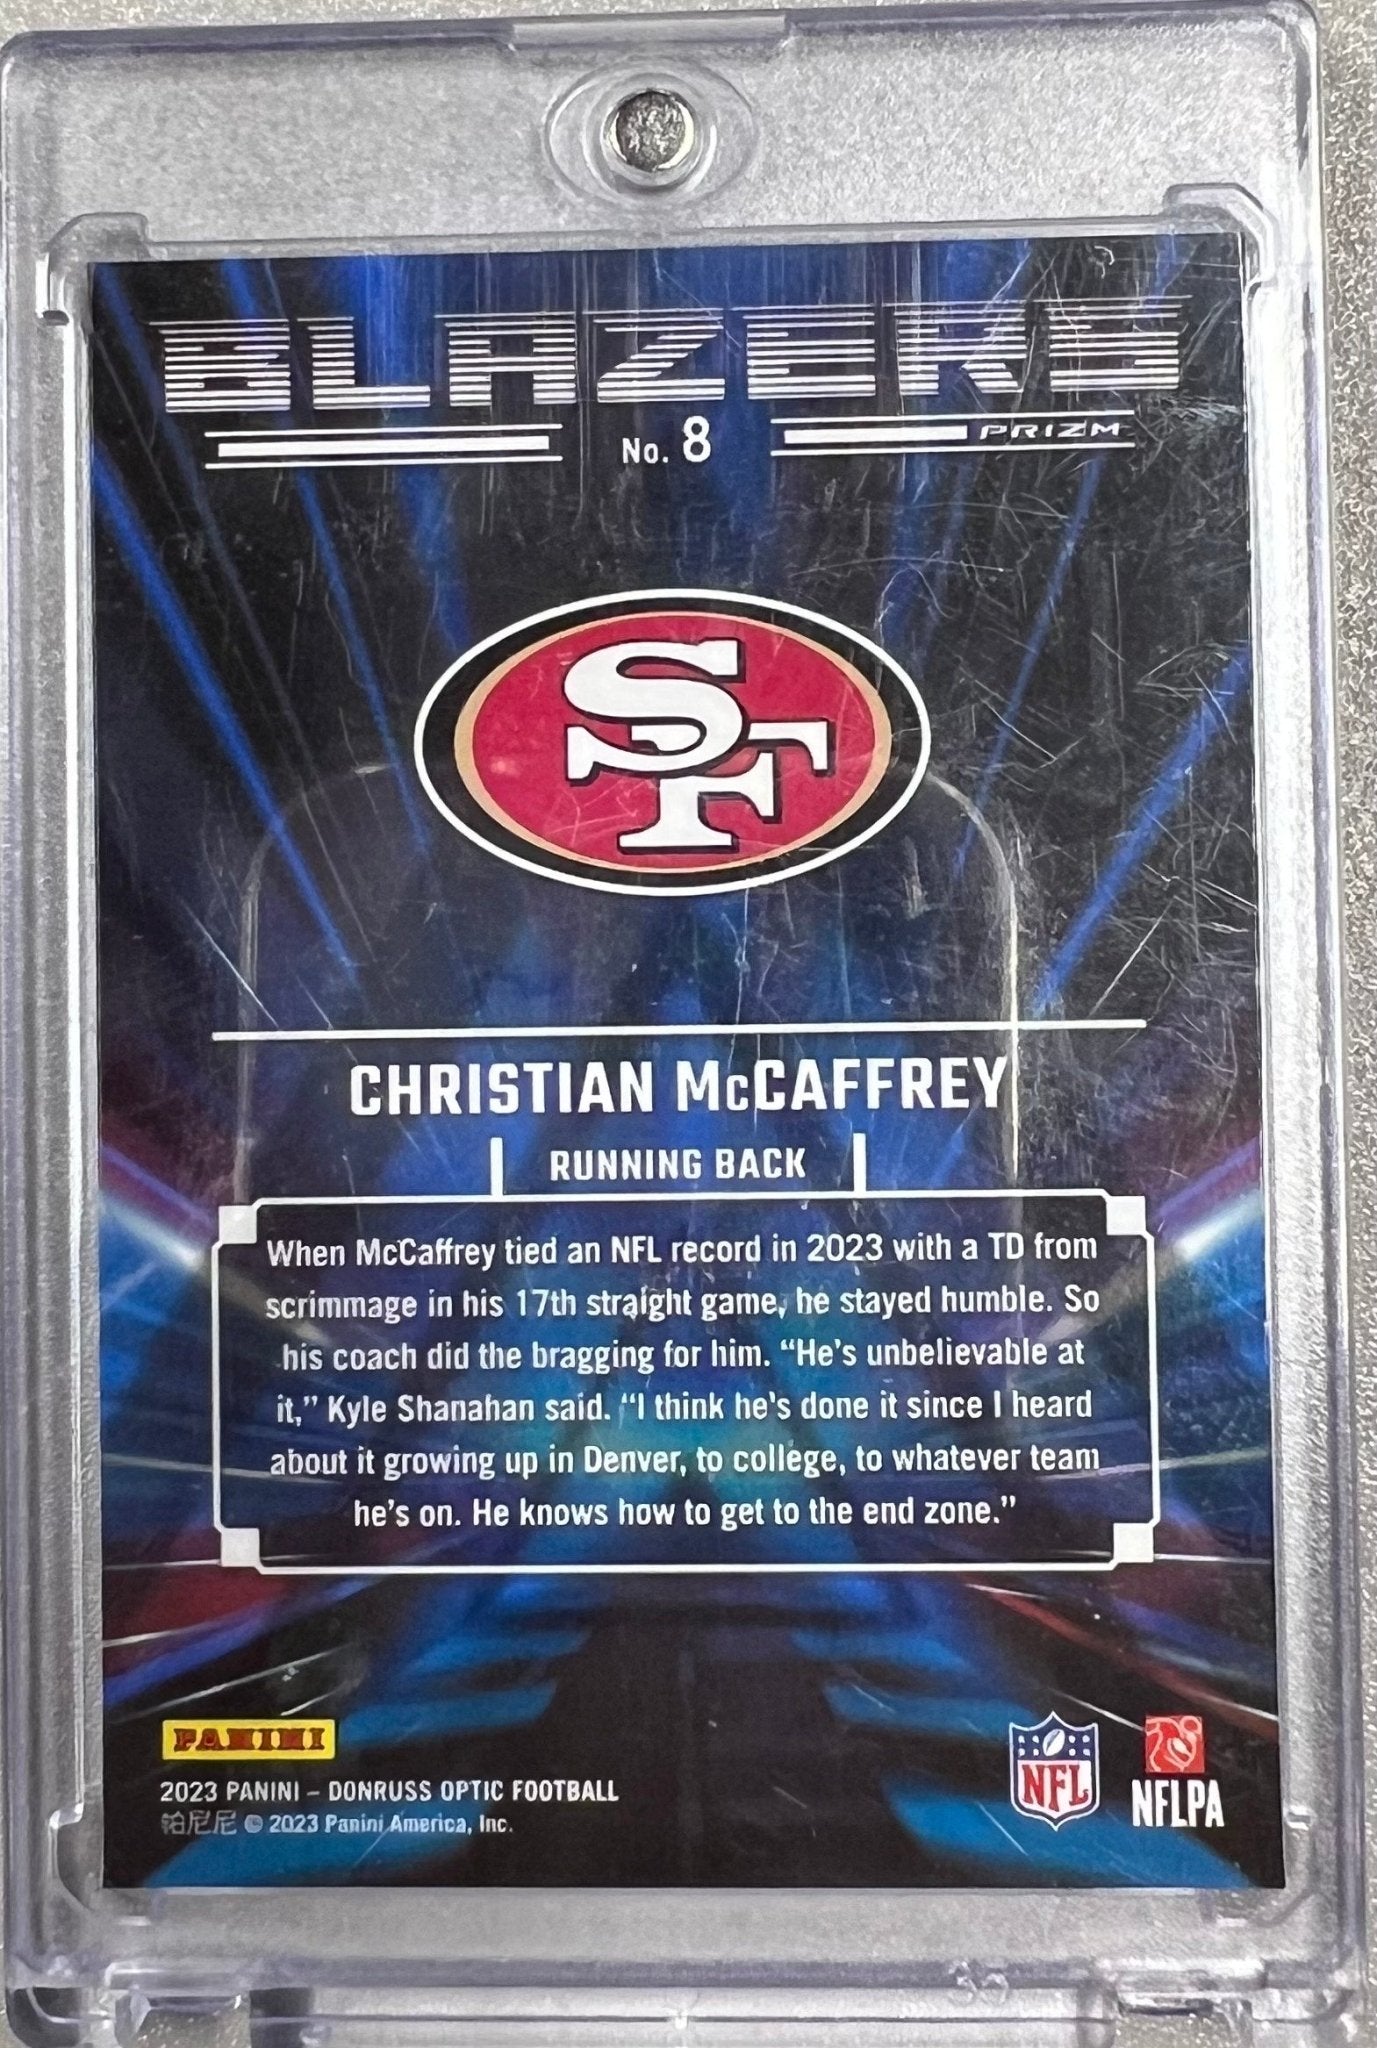 BLAZERS
No. 8
PRIZM
SF
CHRISTIAN McCAFFREY
RUNNING BACK
When McCaffrey tied an NFL record in 2023 with a TD from
scrimmage in his 17th straight game, he stayed humble. So
his coach did the bragging for him. “He’s unbelievable at
it,” Kyle Shanahan said. “I think he’s done it since I heard
about it growing up in Denver, to college, to whatever team
he’s on. He knows how to get to the end zone.”
PANINI
2023 PANINI – DONRUSS OPTIC FOOTBALL
帕尼尼 © 2023 Panini America, Inc.
NFL
NFLPA